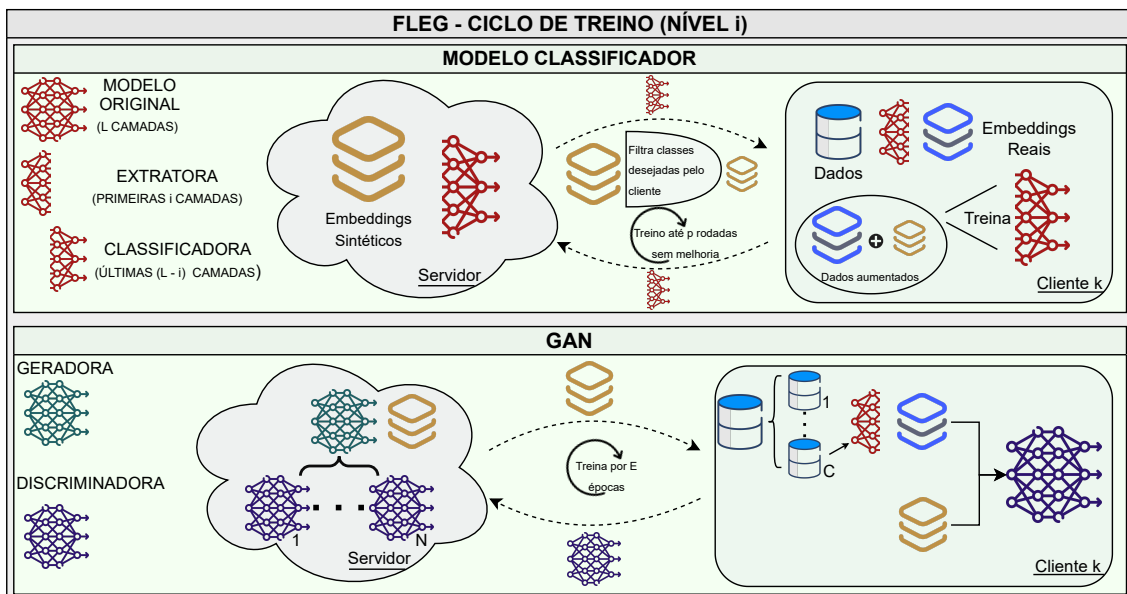 FLEG - CICLO DE TREINO (NÍVEL i)
MODELO CLASSIFICADOR
MODELO
ORIGINAL
(L CAMADAS)
EXTRATORA
(PRIMEIRAS i CAMADAS)
CLASSIFICADORA
(ÚLTIMAS (L - i) CAMADAS)
Embeddings
Sintéticos
Servidor
Filtra classes
desejadas pelo
cliente
Treino até p rodadas
sem melhoria
Dados
Embeddings
Reais
Treina
Dados aumentados
Cliente k
GAN
GERADORA
DISCRIMINADORA
1
N
Servidor
Treina por E
épocas
1
C
Cliente k